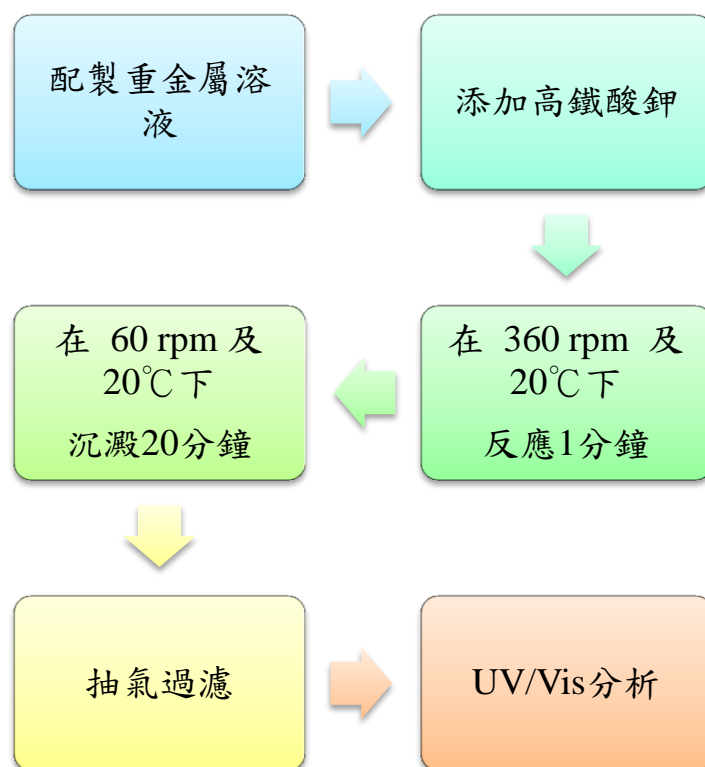 配製重金屬溶
液
添加高鐵酸鉀
在 360 rpm 及
20℃下
反應1分鐘
在 60 rpm 及
20℃下
沉澱20分鐘
抽氣過濾
UV/Vis分析